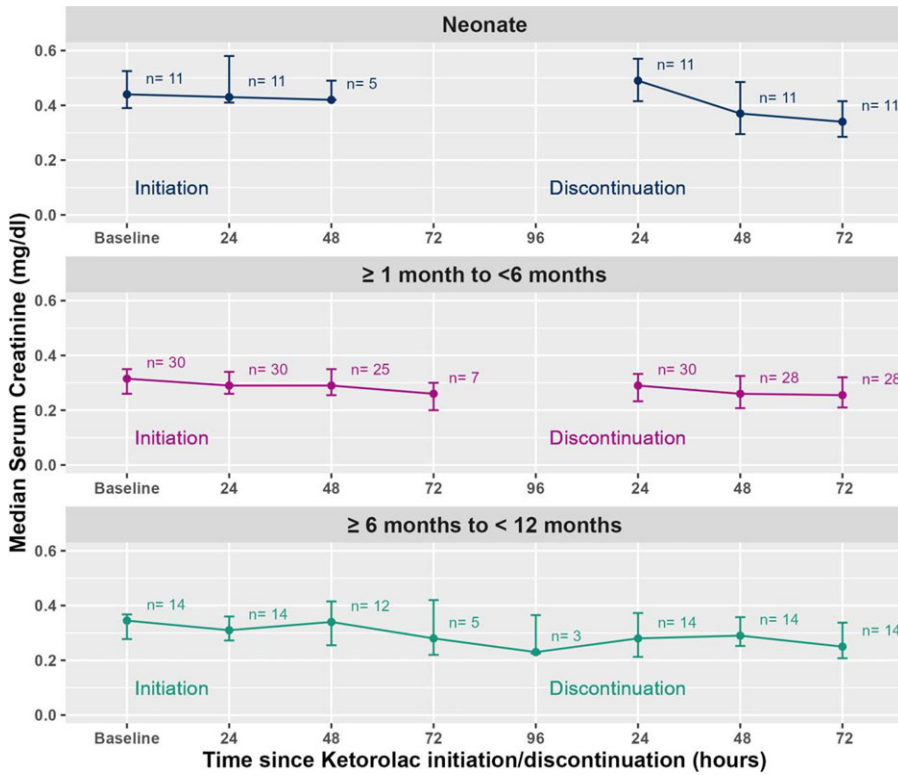 Neonate
0.6
0.4
0.2
0.0
n= 11
n= 11
n= 5
n= 11
n= 11
n= 11
Initiation
Discontinuation
Baseline
24
48
72
96
24
48
72
≥ 1 month to <6 months
0.6
0.4
0.2
0.0
n= 30
n= 30
n= 25
n= 7
n= 30
n= 28
n= 28
Initiation
Discontinuation
Baseline
24
48
72
96
24
48
72
≥ 6 months to < 12 months
0.6
0.4
0.2
0.0
n= 14
n= 14
n= 12
n= 5
n= 3
n= 14
n= 14
n= 14
Initiation
Discontinuation
Baseline
24
48
72
96
24
48
72
Median Serum Creatinine (mg/dl)
Time since Ketorolac initiation/discontinuation (hours)